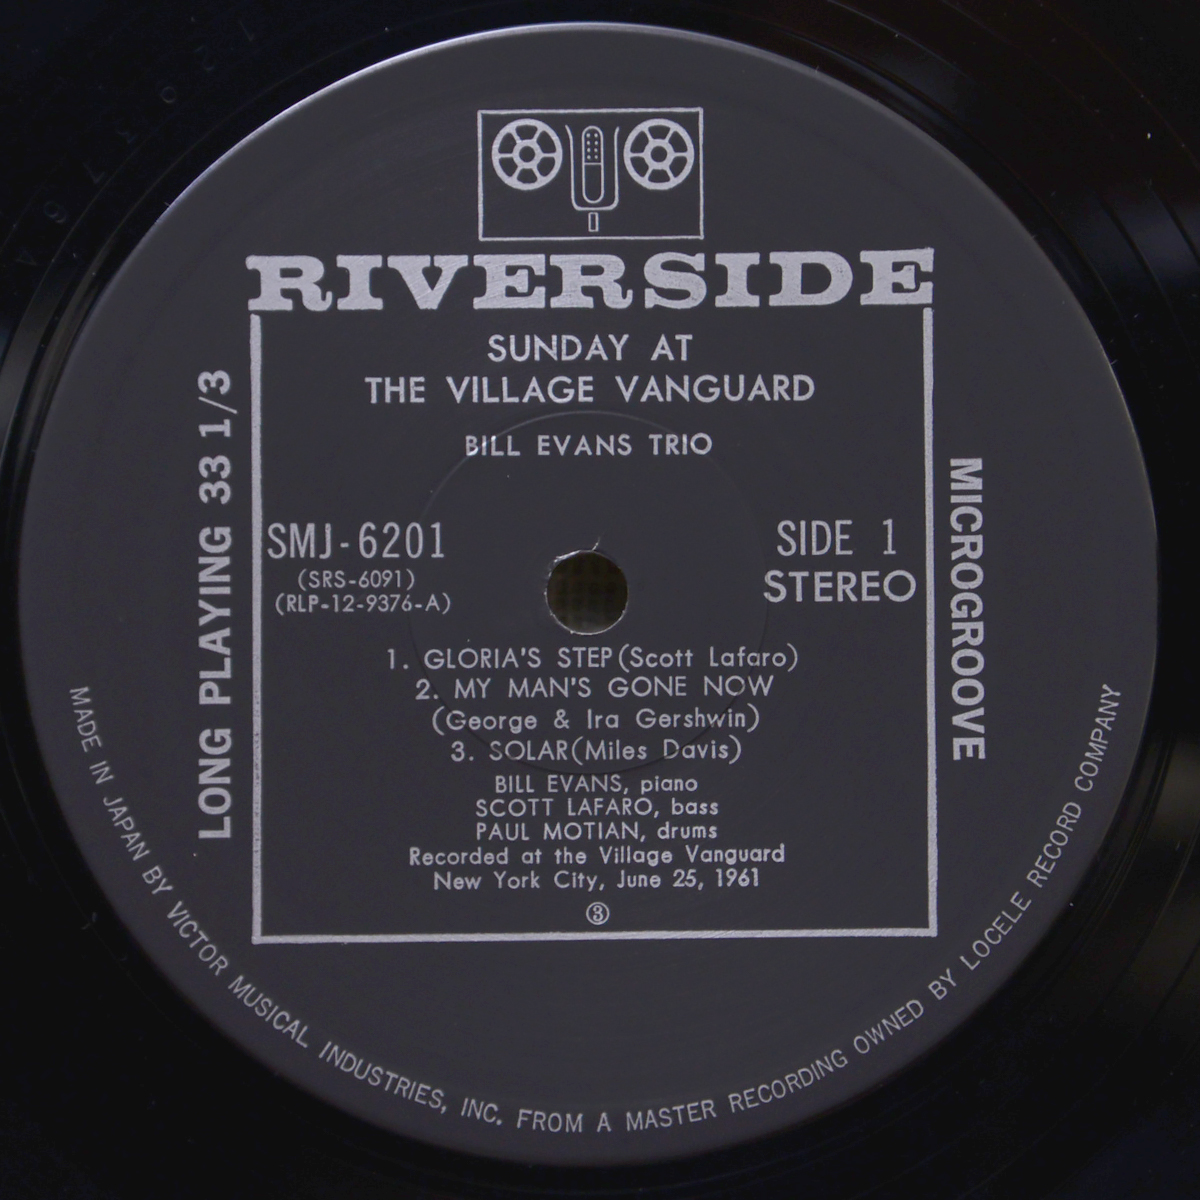 RIVERSIDE
SUNDAY AT
THE VILLAGE VANGUARD
BILL EVANS TRIO
LONG PLAYING 33 1/3
SMJ-6201
(SRS-6091)
(RLP-12-9376-A)
SIDE 1
STEREO
MICROGROOVE
1. GLORIA'S STEP (Scott Lafaro)
2. MY MAN'S GONE NOW
(George & Ira Gershwin)
3. SOLAR (Miles Davis)
BILL EVANS, piano
SCOTT LAFARO, bass
PAUL MOTIAN, drums
Recorded at the Village Vanguard
New York City, June 25, 1961
③
MADE IN JAPAN BY VICTOR MUSICAL INDUSTRIES, INC. FROM A MASTER RECORDING OWNED BY LOCELE RECORD COMPANY